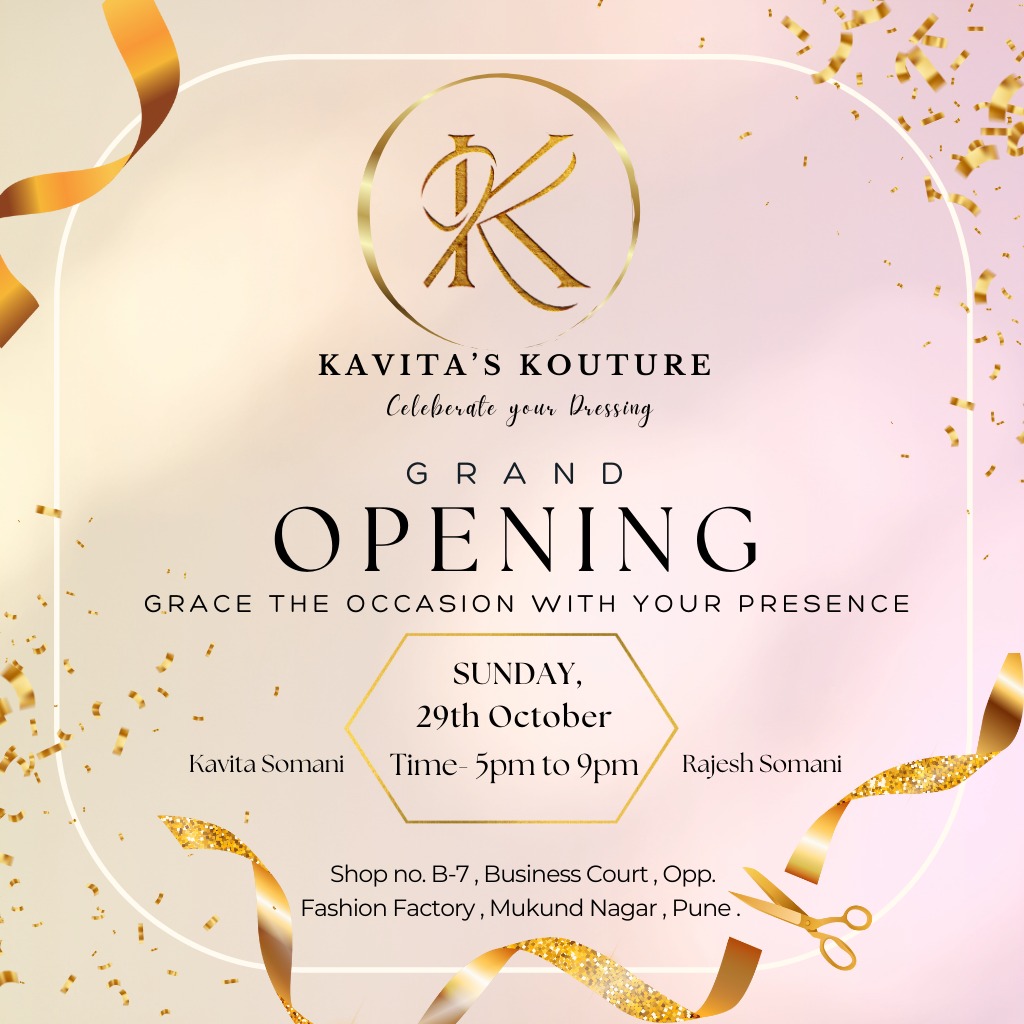 K
KAVITA'S KOUTURE
Celeberate your Dressing
GRAND
OPENING
GRACE THE OCCASION WITH YOUR PRESENCE
SUNDAY,
29th October
Kavita Somani
Time- 5pm to 9pm
Rajesh Somani
Shop no. B-7 , Business Court , Opp.
Fashion Factory , Mukund Nagar , Pune .